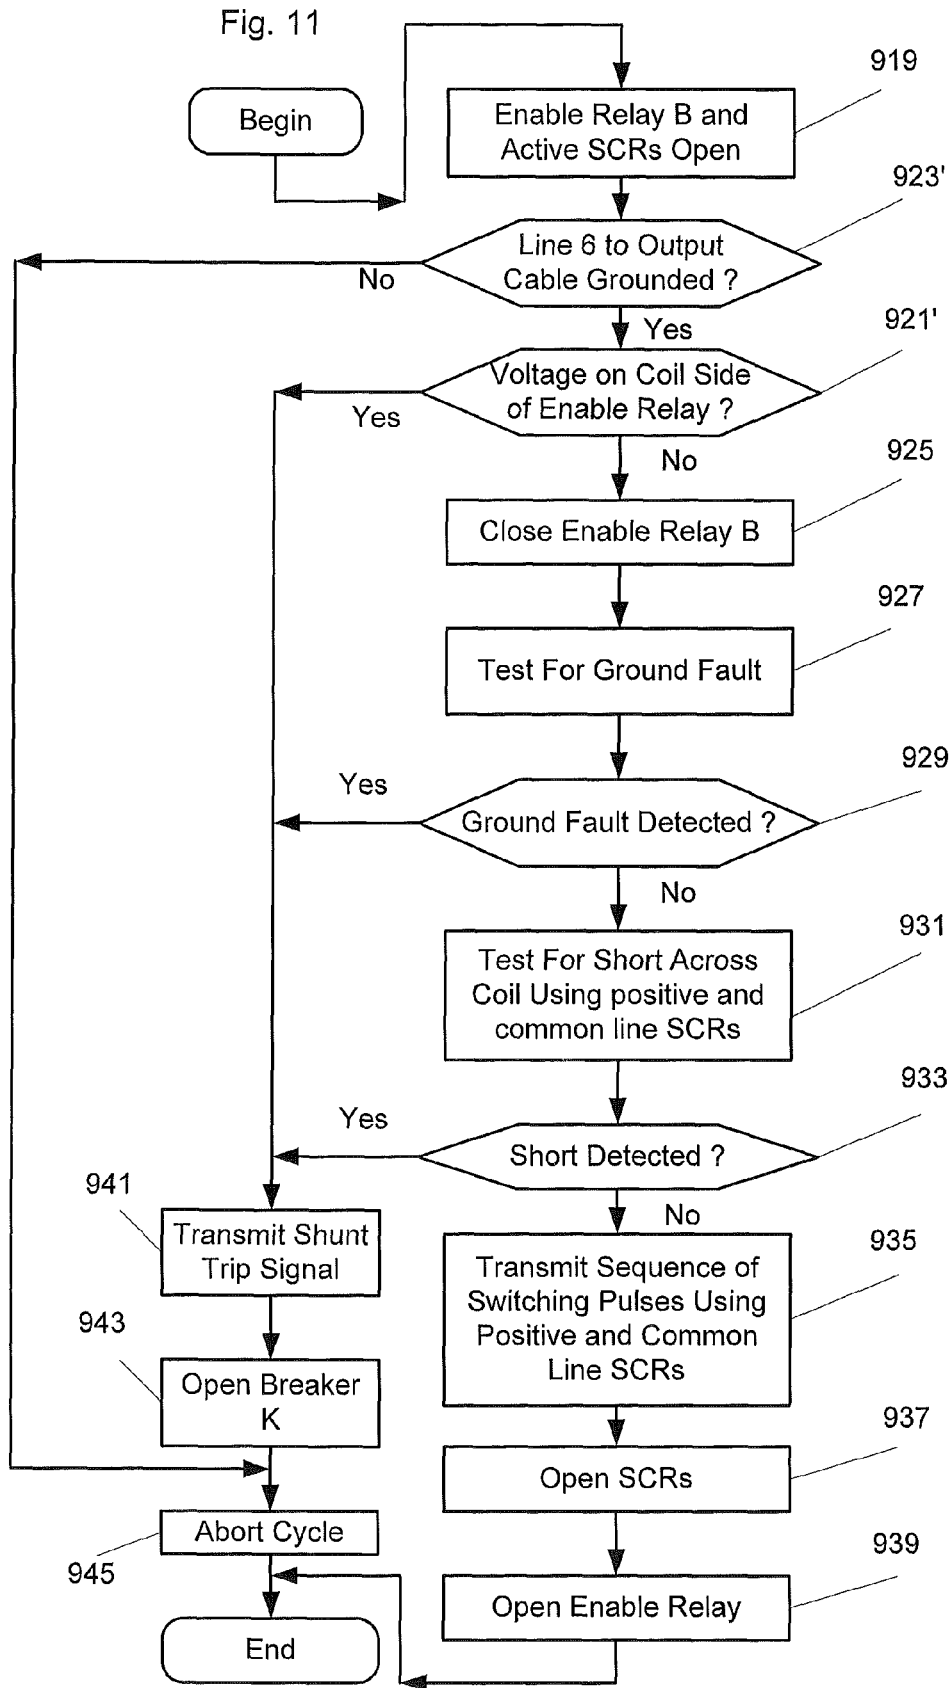 Fig. 11
Begin
Enable Relay B and
Active SCRs Open
919
923'
Line 6 to Output
Cable Grounded ?
No
Yes
921'
Voltage on Coil Side
of Enable Relay ?
Yes
No
925
Close Enable Relay B
927
Test For Ground Fault
929
Yes
Ground Fault Detected ?
No
931
Test For Short Across
Coil Using positive and
common line SCRs
933
Yes
Short Detected ?
No
941
Transmit Shunt
Trip Signal
935
Transmit Sequence of
Switching Pulses Using
Positive and Common
Line SCRs
943
Open Breaker
K
937
Open SCRs
Abort Cycle
945
939
Open Enable Relay
End